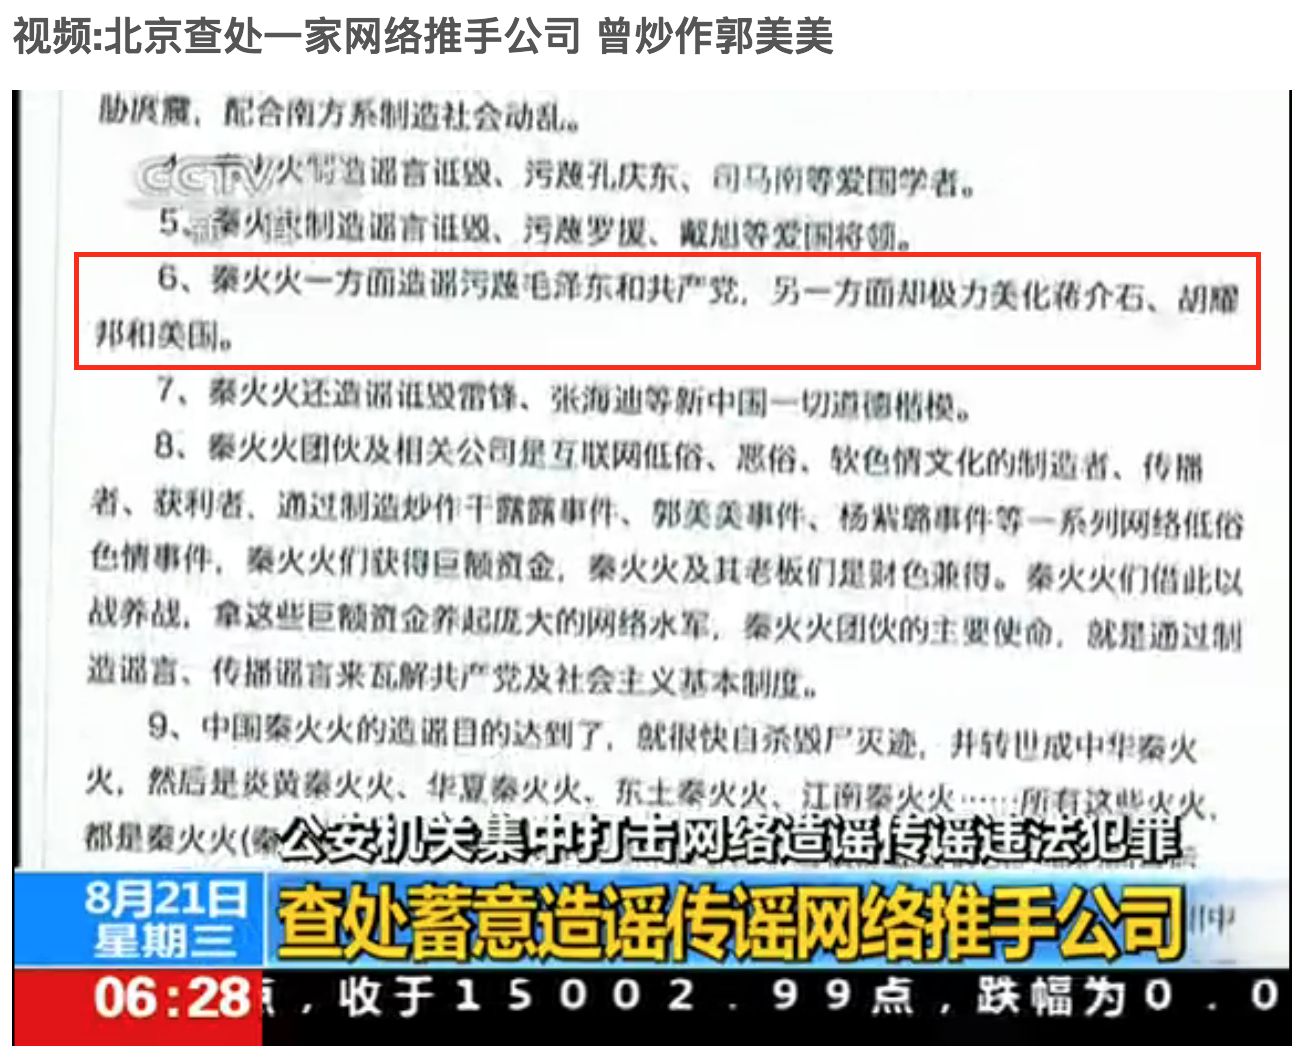 视频:北京查处一家网络推手公司 曾炒作郭美美
配合南方系制造社会动乱。
CCTV
4、秦火火制造谣言诋毁、污蔑孔庆东、司马南等爱国学者。
5、秦火火制造谣言诋毁、污蔑罗援、戴旭等爱国将领。
6、秦火火一方面造谣污蔑毛泽东和共产党，另一方面却极力美化蒋介石、胡耀
邦和美国。
7、秦火火还造谣诋毁雷锋、张海迪等新中国一切道德楷模。
8、秦火火团伙及相关公司是互联网低俗、恶俗、软色情文化的制造者、传播
者、获利者，通过制造炒作干露露事件、郭美美事件、杨紫璐事件等一系列网络低俗
色情事件，秦火火们获得巨额资金，秦火火及其老板们是财色兼得。秦火火们借此以
战养战，拿这些巨额资金养起庞大的网络水军，秦火火团伙的主要使命，就是通过制
造谣言、传播谣言来瓦解共产党及社会主义基本制度。
9、中国秦火火的造谣目的达到了，就很快自杀毁尸灭迹，并转世成中华秦火
火，然后是炎黄秦火火、华夏秦火火、东土秦火火、江南秦火火……所有这些火火，
都是秦火火(秦
公安机关集中打击网络造谣传谣违法犯罪
8月21日
星期三
查处蓄意造谣传谣网络推手公司
中
06:28
，收于15002.99点，跌幅为0.0